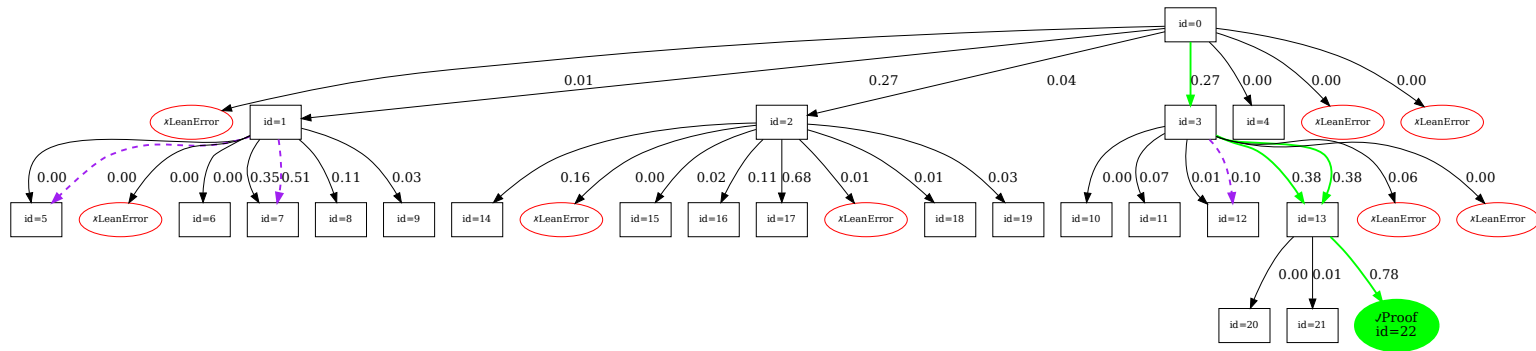 id=0
0.01
0.27
0.04
0.27
0.00
0.00
0.00
✗LeanError
id=1
id=2
id=3
id=4
✗LeanError
✗LeanError
0.00
0.00
0.00
0.00
0.35
0.51
0.11
0.03
0.16
0.00
0.02
0.11
0.68
0.01
0.01
0.03
0.00
0.07
0.01
0.10
0.38
0.38
0.06
0.00
id=5
✗LeanError
id=6
id=7
id=8
id=9
id=14
✗LeanError
id=15
id=16
id=17
✗LeanError
id=18
id=19
id=10
id=11
id=12
id=13
✗LeanError
✗LeanError
0.00
0.01
0.78
id=20
id=21
✓Proof
id=22